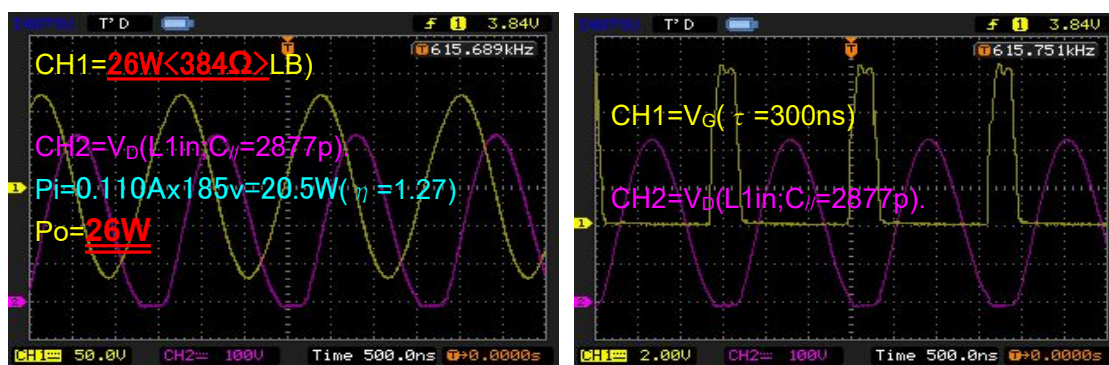 T'D
1 3.84V
T 615.689kHz
CH1=26W<384Ω>LB)
CH2=VD(L1in;C//=2877p)
Pi=0.110Ax185v=20.5W(η=1.27)
Po=26W
CH1 50.0V CH2 100V Time 500.0ns T→0.0000s
T'D
1 3.84V
T 615.751kHz
CH1=VG(τ=300ns)
CH2=VD(L1in;C//=2877p).
CH1 2.00V CH2 100V Time 500.0ns T→0.0000s